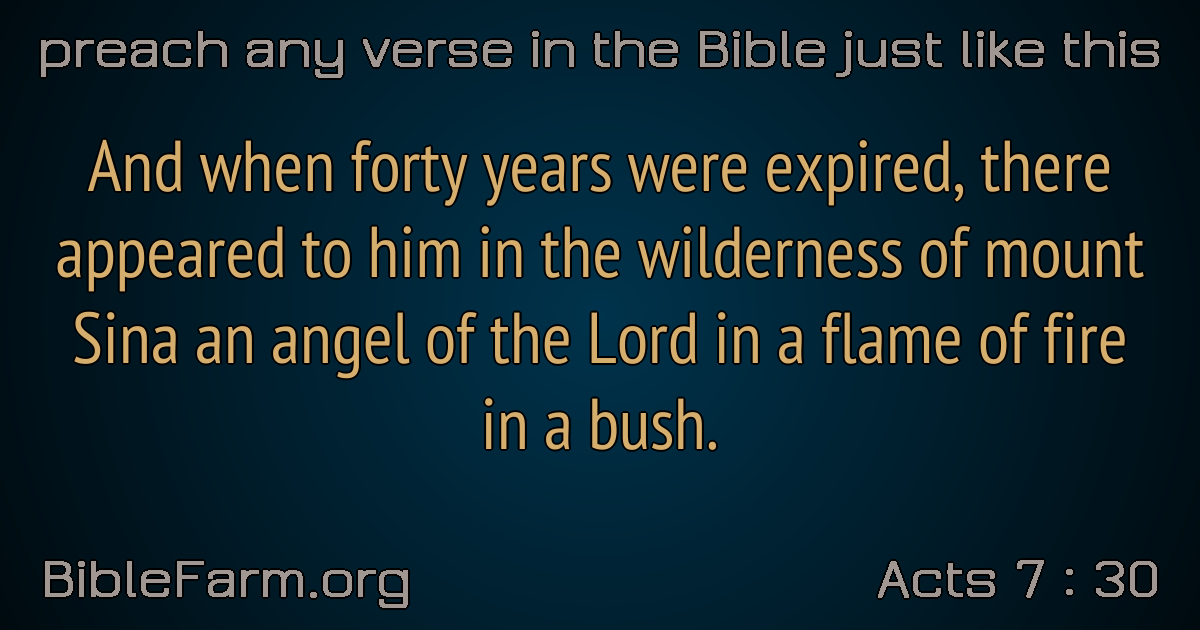 preach any verse in the Bible just like this
And when forty years were expired, there
appeared to him in the wilderness of mount
Sina an angel of the Lord in a flame of fire
in a bush.
BibleFarm.org
Acts 7 : 30